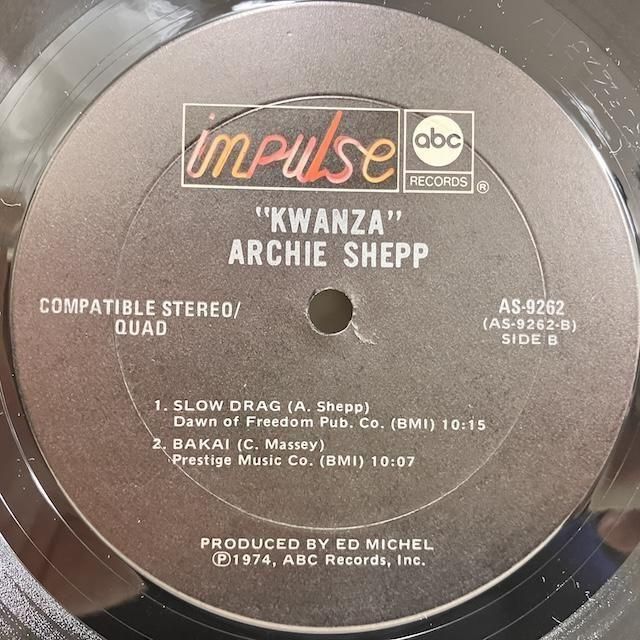 impulse
abc
RECORDS ®
"KWANZA"
ARCHIE SHEPP
COMPATIBLE STEREO/
QUAD
AS-9262
(AS-9262-B)
SIDE B
1. SLOW DRAG (A. Shepp)
Dawn of Freedom Pub. Co. (BMI) 10:15
2. BAKAI (C. Massey)
Prestige Music Co. (BMI) 10:07
PRODUCED BY ED MICHEL
Ⓟ1974, ABC Records, Inc.